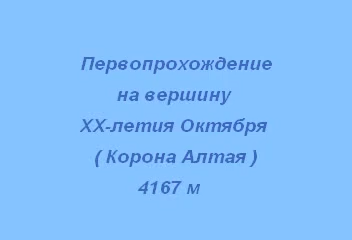 Первопрохождение
на вершину
XX-летия Октября
( Корона Алтая )
4167 м